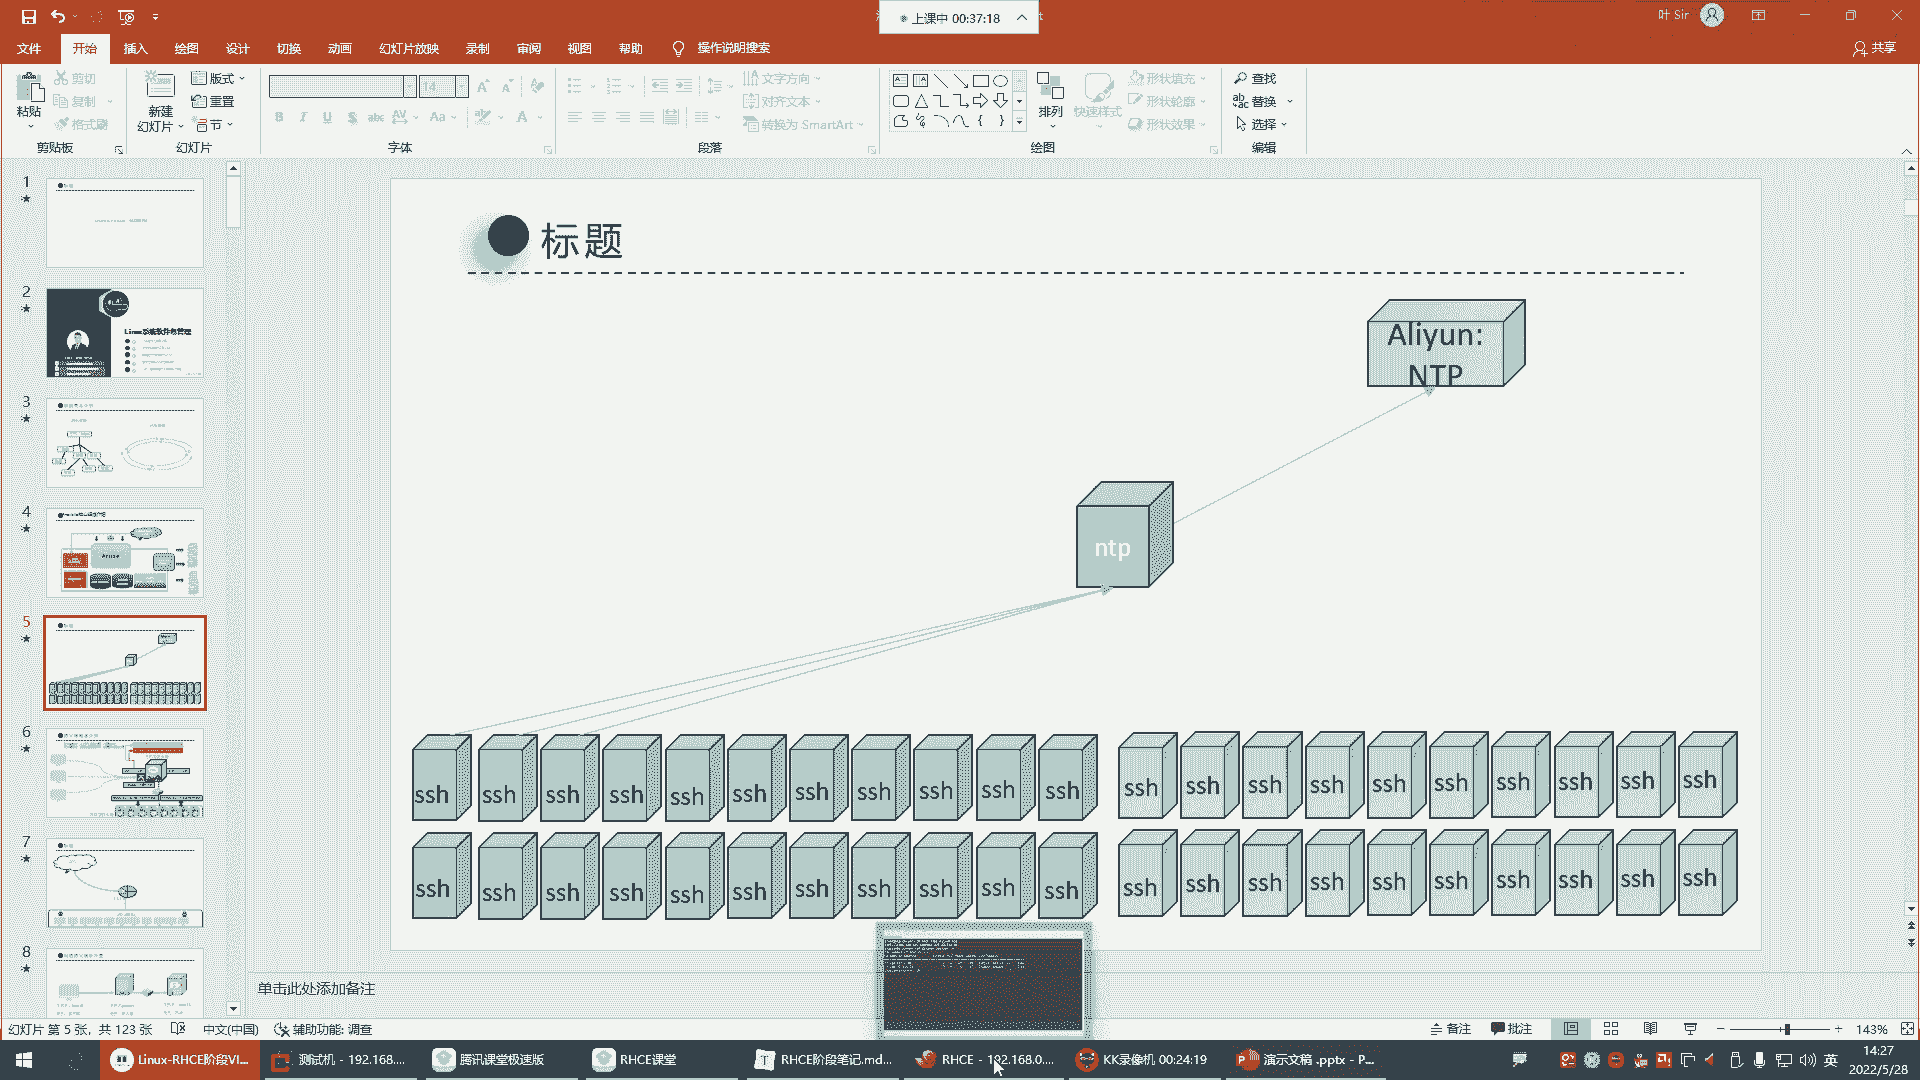 上课中 00:37:18
叶 Sir
文件 开始 插入 绘图 设计 切换 动画 幻灯片放映 录制 审阅 视图 帮助 操作说明搜索 共享
剪切
复制
格式刷
粘贴
剪贴板
新建
幻灯片
版式
重置
节
幻灯片
14
字体
文字方向
对齐文本
转换为 SmartArt
段落
排列
快速样式
形状填充
形状轮廓
形状效果
绘图
查找
替换
选择
编辑
1
2
Linux系统软件包管理
3
4
5
6
7
8
标题
Aliyun:
NTP
ntp
ssh ssh ssh ssh ssh ssh ssh ssh ssh ssh ssh ssh ssh ssh ssh ssh ssh ssh ssh ssh ssh
ssh ssh ssh ssh ssh ssh ssh ssh ssh ssh ssh ssh ssh ssh ssh ssh ssh ssh ssh ssh ssh
单击此处添加备注
幻灯片 第 5 张，共 123 张 中文(中国) 辅助功能: 调查 备注 批注 143%
Linux-RHCE阶段VI... 测试机 - 192.168.... 腾讯课堂极速版 RHCE课堂 RHCE阶段笔记.md... RHCE - 192.168.0.... KK录像机 00:24:19 演示文稿 .pptx - P... 英
14:27
2022/5/28